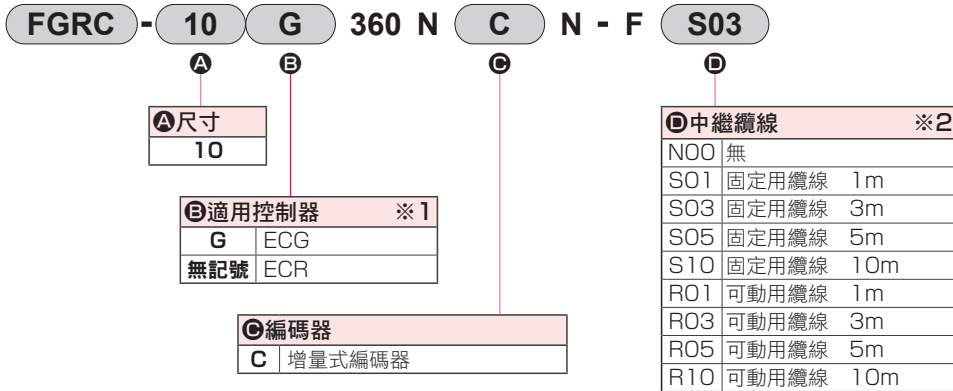 FGRC - 10 G 360 N C N - F S03
Ⓐ Ⓑ Ⓒ Ⓓ
Ⓐ尺寸
10
Ⓑ適用控制器 ※1
G ECG
無記號 ECR
Ⓒ編碼器
C 增量式編碼器
Ⓓ中繼纜線 ※2
N00 無
S01 固定用纜線 1m
S03 固定用纜線 3m
S05 固定用纜線 5m
S10 固定用纜線 10m
R01 可動用纜線 1m
R03 可動用纜線 3m
R05 可動用纜線 5m
R10 可動用纜線 10m